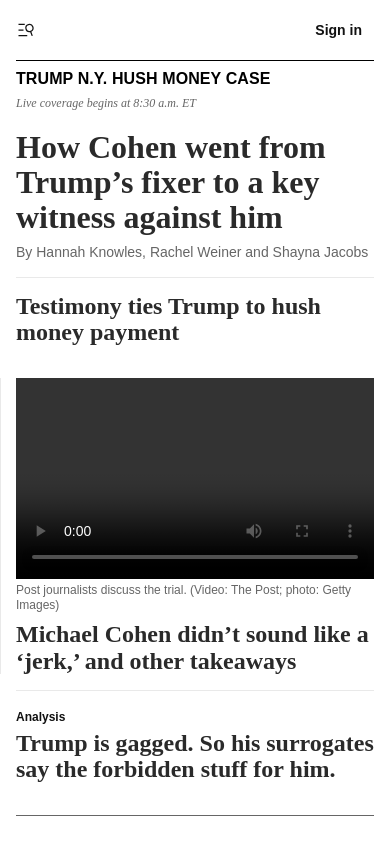 Sign in
TRUMP N.Y. HUSH MONEY CASE
Live coverage begins at 8:30 a.m. ET
How Cohen went from
Trump’s fixer to a key
witness against him
By Hannah Knowles, Rachel Weiner and Shayna Jacobs
Testimony ties Trump to hush
money payment
0:00
Post journalists discuss the trial. (Video: The Post; photo: Getty
Images)
Michael Cohen didn’t sound like a
‘jerk,’ and other takeaways
Analysis
Trump is gagged. So his surrogates
say the forbidden stuff for him.